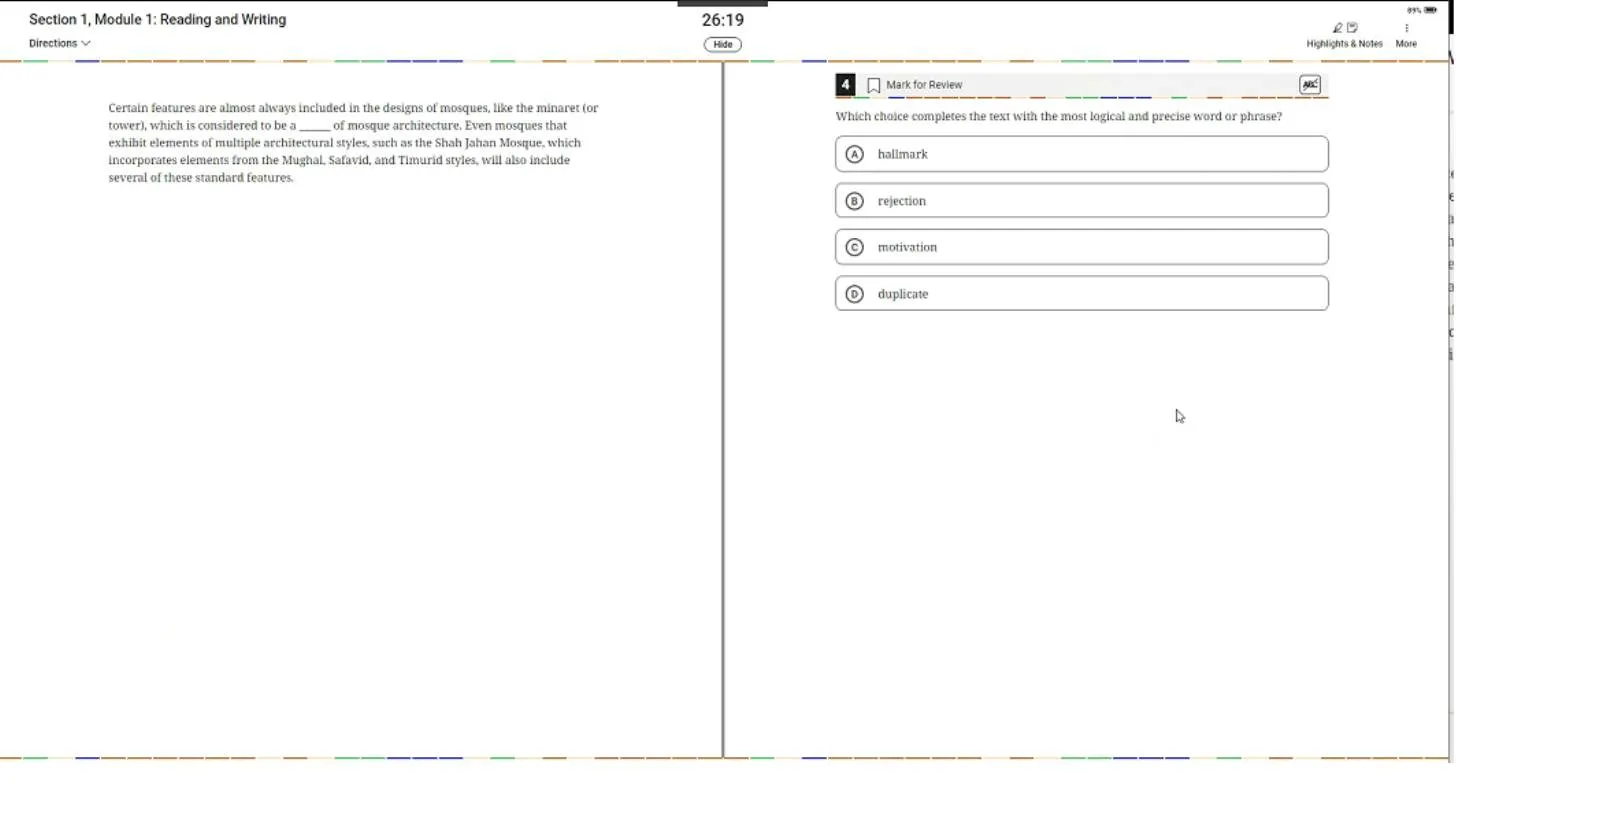 Section 1, Module 1: Reading and Writing
Directions
26:19
Hide
89%
Highlights & Notes
More
Certain features are almost always included in the designs of mosques, like the minaret (or
tower), which is considered to be a _____ of mosque architecture. Even mosques that
exhibit elements of multiple architectural styles, such as the Shah Jahan Mosque, which
incorporates elements from the Mughal, Safavid, and Timurid styles, will also include
several of these standard features.
4 Mark for Review ABC
Which choice completes the text with the most logical and precise word or phrase?
A hallmark
B rejection
C motivation
D duplicate